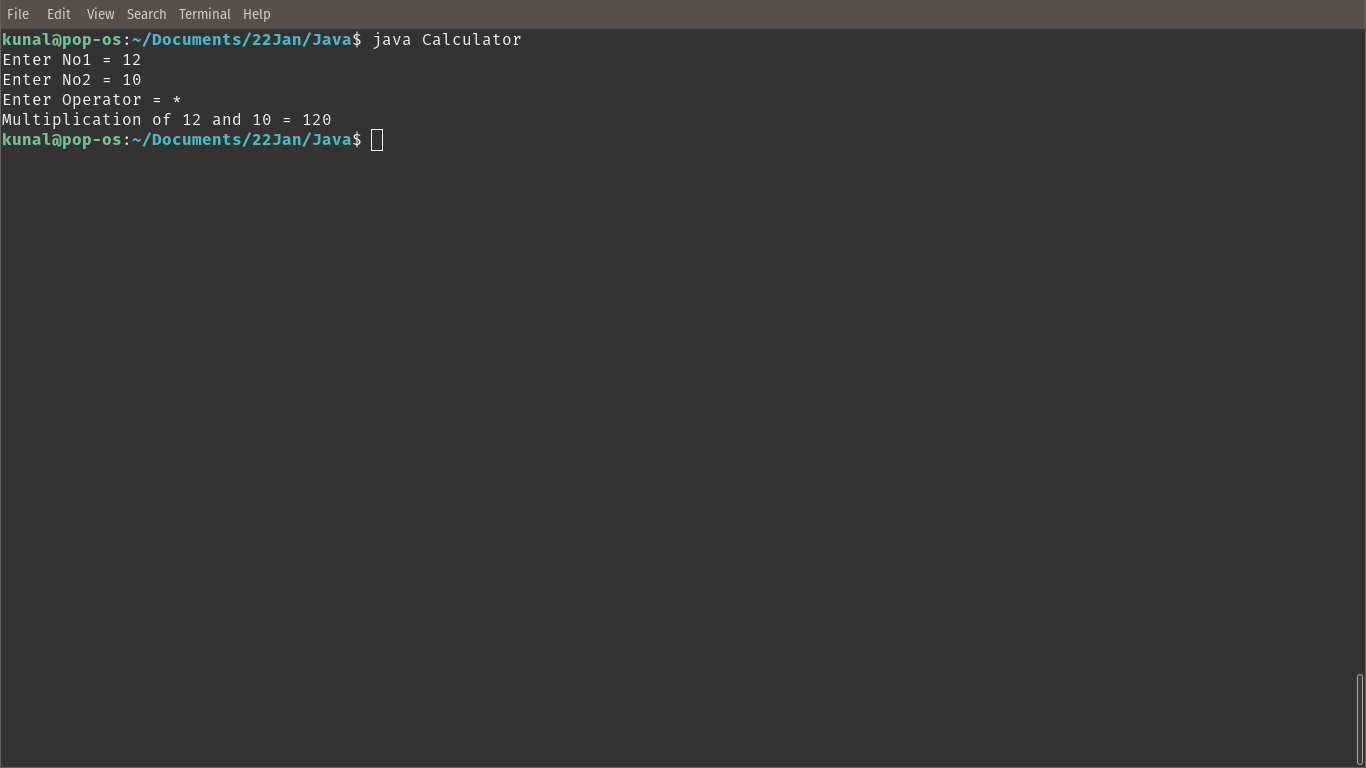 File Edit View Search Terminal Help
kunal@pop-os:~/Documents/22Jan/Java$ java Calculator
Enter No1 = 12
Enter No2 = 10
Enter Operator = *
Multiplication of 12 and 10 = 120
kunal@pop-os:~/Documents/22Jan/Java$